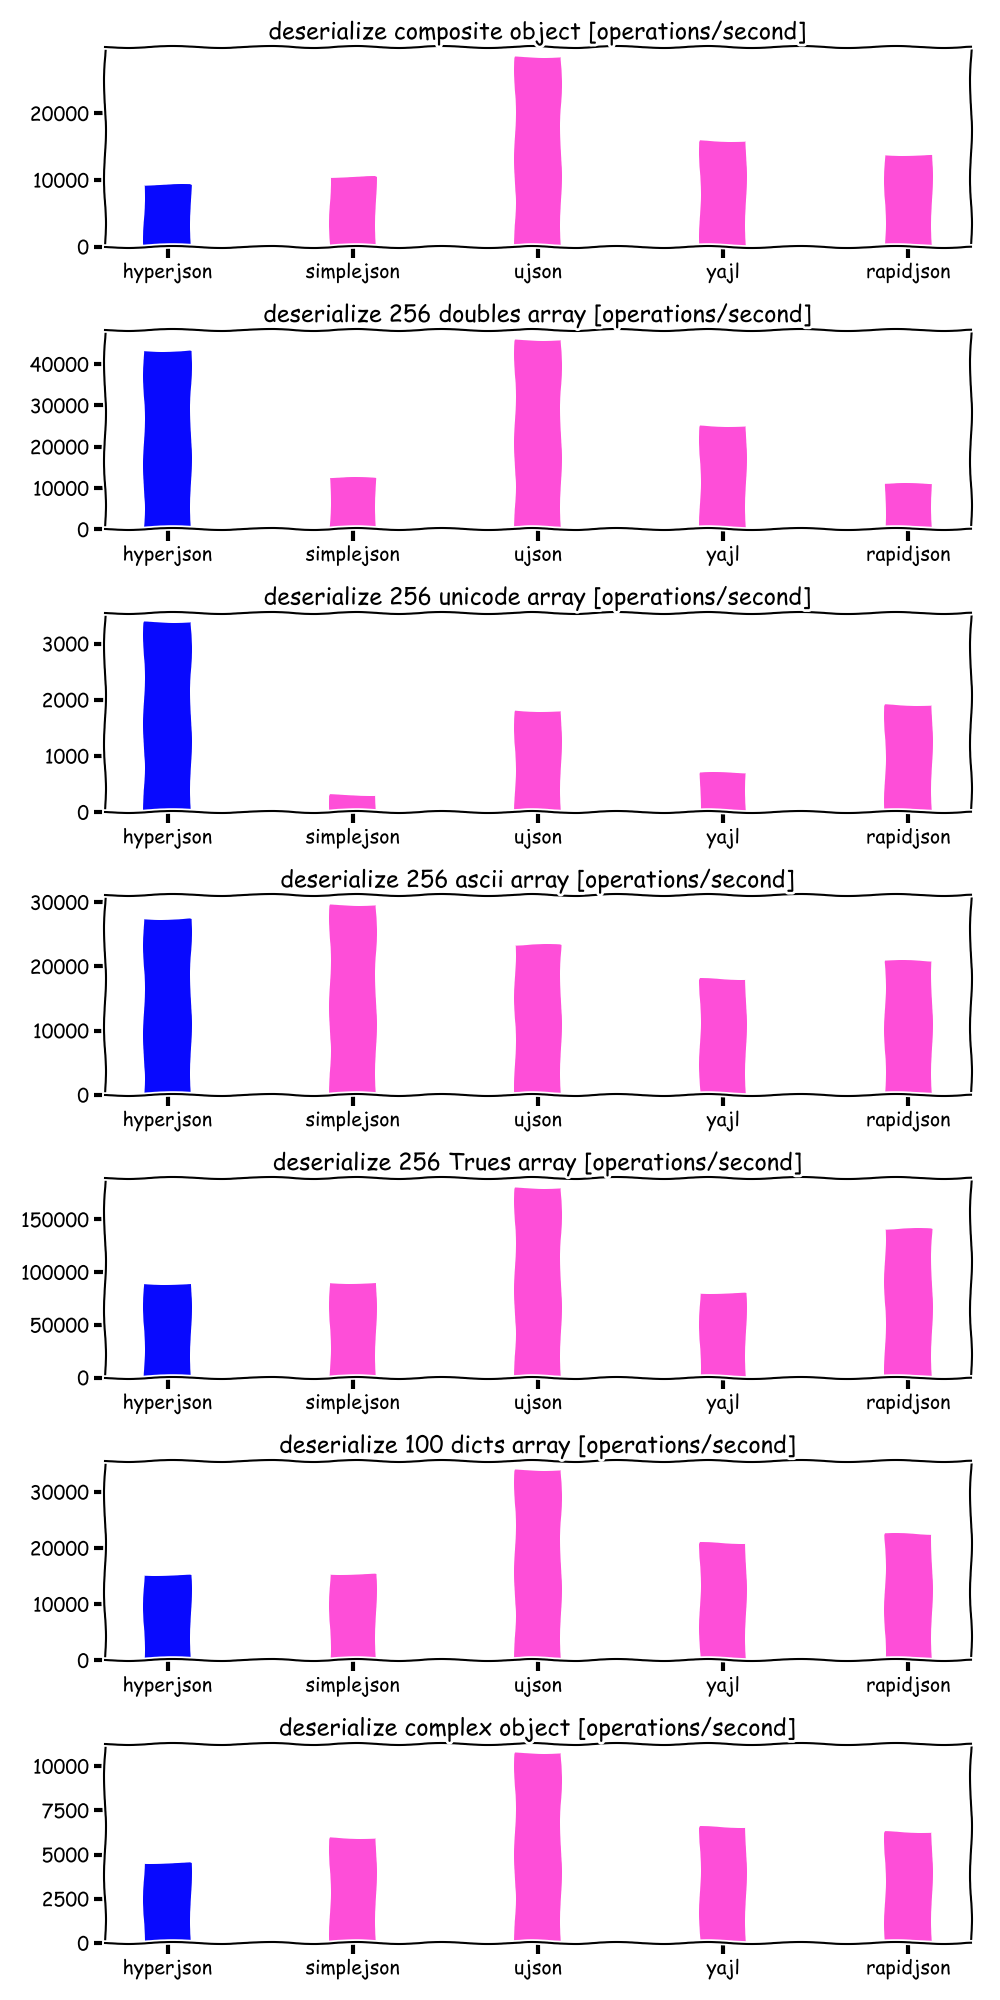 deserialize composite object [operations/second]
20000
10000
0
hyperjson simplejson ujson yajl rapidjson
deserialize 256 doubles array [operations/second]
40000
30000
20000
10000
0
hyperjson simplejson ujson yajl rapidjson
deserialize 256 unicode array [operations/second]
3000
2000
1000
0
hyperjson simplejson ujson yajl rapidjson
deserialize 256 ascii array [operations/second]
30000
20000
10000
0
hyperjson simplejson ujson yajl rapidjson
deserialize 256 Trues array [operations/second]
150000
100000
50000
0
hyperjson simplejson ujson yajl rapidjson
deserialize 100 dicts array [operations/second]
30000
20000
10000
0
hyperjson simplejson ujson yajl rapidjson
deserialize complex object [operations/second]
10000
7500
5000
2500
0
hyperjson simplejson ujson yajl rapidjson